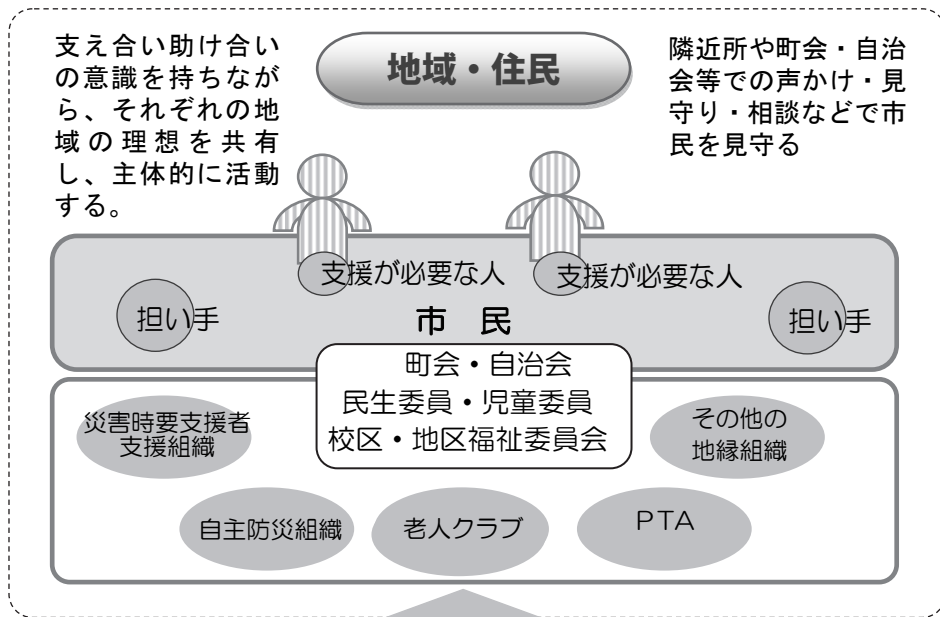 支え合い助け合い
の意識を持ちなが
ら、それぞれの地
域の理想を共有
し、主体的に活動
する。
地域・住民
隣近所や町会・自治
会等での声かけ・見
守り・相談などで市
民を見守る
支援が必要な人
支援が必要な人
担い手
市　民
担い手
町会・自治会
民生委員・児童委員
校区・地区福祉委員会
災害時要支援者
支援組織
その他の
地縁組織
自主防災組織
老人クラブ
PTA